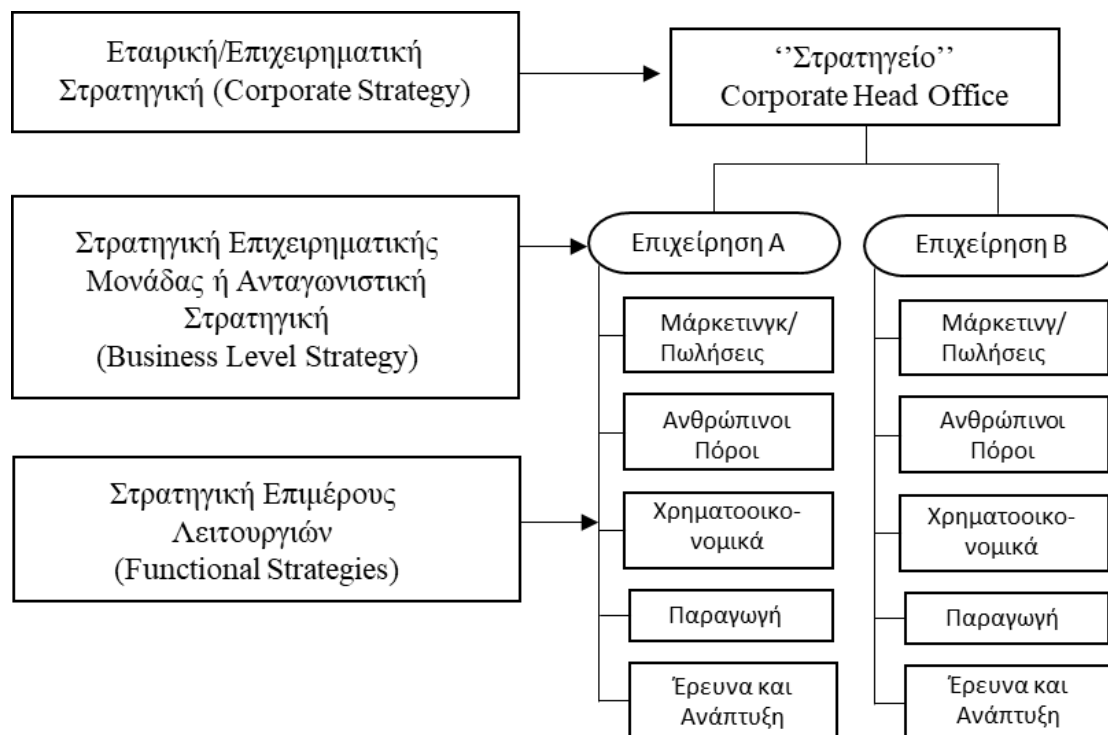 Εταιρική/Επιχειρηματική
Στρατηγική (Corporate Strategy)
‘’Στρατηγείο’’
Corporate Head Office
Στρατηγική Επιχειρηματικής
Μονάδας ή Ανταγωνιστική
Στρατηγική
(Business Level Strategy)
Επιχείρηση Α
Επιχείρηση Β
Μάρκετινγκ/
Πωλήσεις
Μάρκετινγ/
Πωλήσεις
Ανθρώπινοι
Πόροι
Ανθρώπινοι
Πόροι
Στρατηγική Επιμέρους
Λειτουργιών
(Functional Strategies)
Χρηματοοικο-
νομικά
Χρηματοοικο-
νομικά
Παραγωγή
Παραγωγή
Έρευνα και
Ανάπτυξη
Έρευνα και
Ανάπτυξη